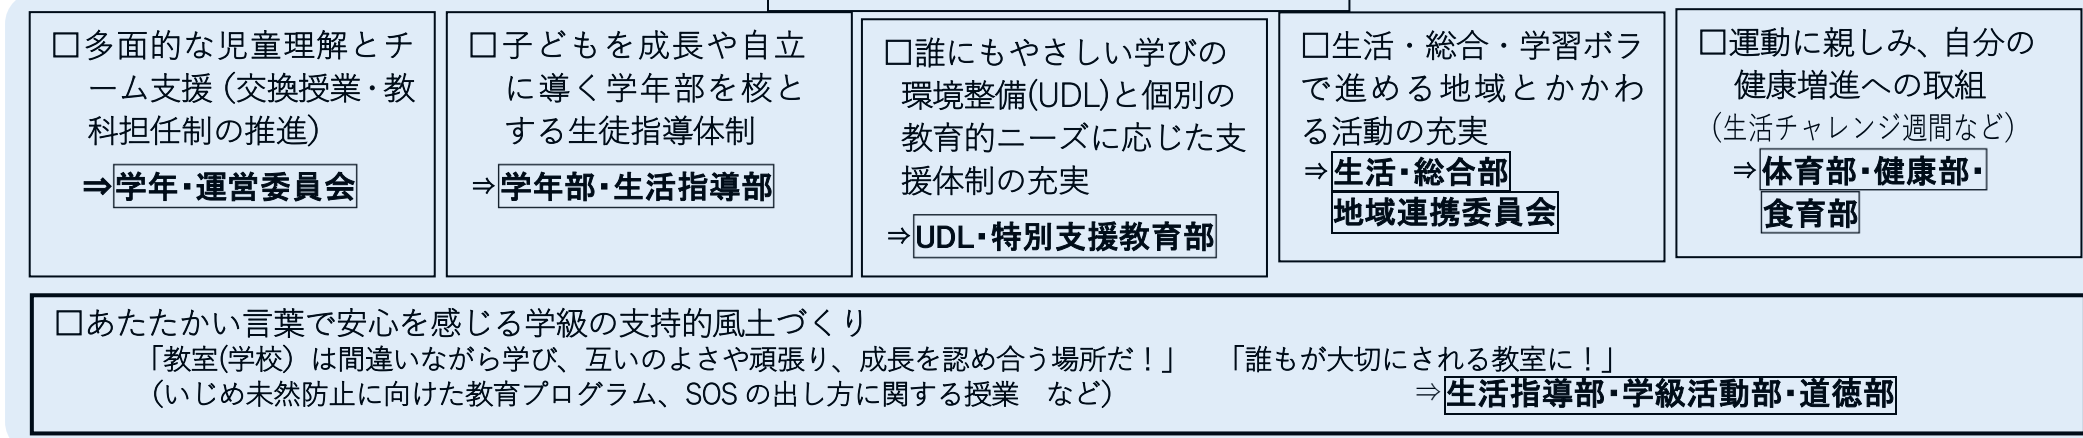 □多面的な児童理解とチ
ーム支援（交換授業・教
科担任制の推進）
⇒学年・運営委員会
□子どもを成長や自立
に導く学年部を核と
する生徒指導体制
⇒学年部・生活指導部
□誰にもやさしい学びの
環境整備(UDL)と個別の
教育的ニーズに応じた支
援体制の充実
⇒UDL・特別支援教育部
□生活・総合・学習ボラ
で進める地域とかかわ
る活動の充実
⇒生活・総合部
地域連携委員会
□運動に親しみ、自分の
健康増進への取組
（生活チャレンジ週間など）
⇒体育部・健康部・
食育部
□あたたかい言葉で安心を感じる学級の支持的風土づくり
「教室(学校）は間違いながら学び、互いのよさや頑張り、成長を認め合う場所だ！」　「誰もが大切にされる教室に！」
（いじめ未然防止に向けた教育プログラム、SOS の出し方に関する授業　など）　⇒生活指導部・学級活動部・道徳部